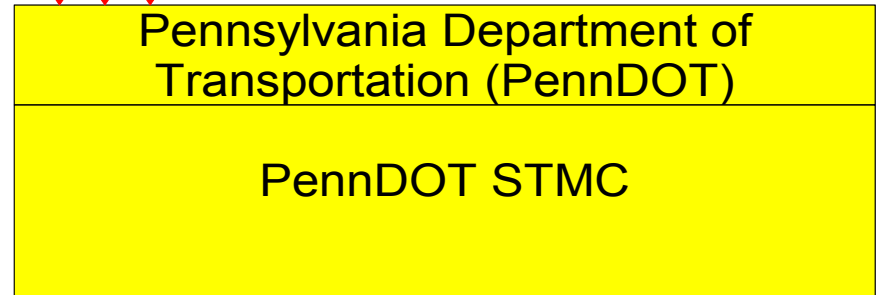 Pennsylvania Department of
Transportation (PennDOT)
PennDOT STMC